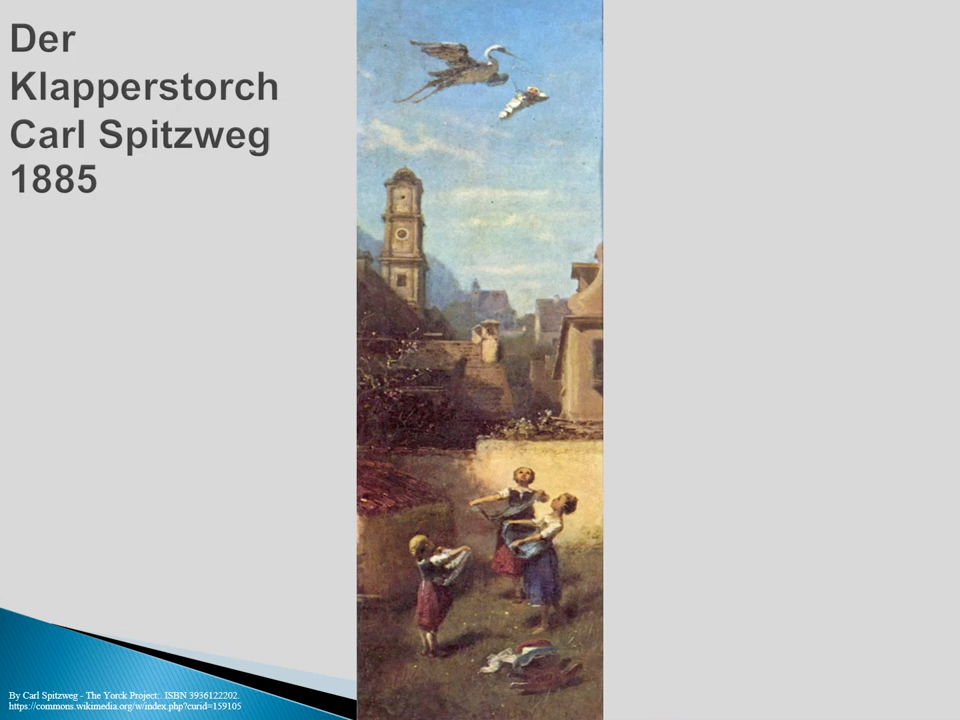 Der
Klapperstorch
Carl Spitzweg
1885
By Carl Spitzweg - The Yorck Project:. ISBN 3936122202.
https://commons.wikimedia.org/w/index.php?curid=159105